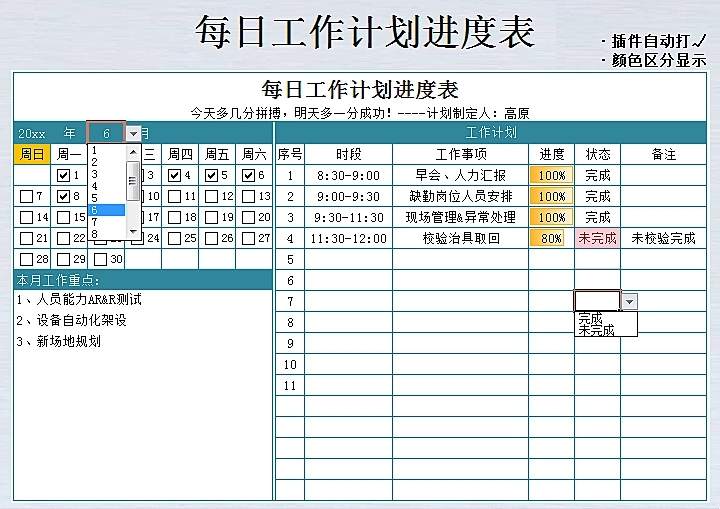 每日工作计划进度表
·插件自动打✓
·颜色区分显示
每日工作计划进度表
今天多几分拼搏，明天多一分成功！----计划制定人：高原
20xx 年 6 月 工作计划
周日 周一 三 周四 周五 周六 序号 时段 工作事项 进度 状态 备注
1 3 4 5 6 1 8:30-9:00 早会、人力汇报 100% 完成
7 8 10 11 12 13 2 9:00-9:30 缺勤岗位人员安排 100% 完成
14 15 17 18 19 20 3 9:30-11:30 现场管理&异常处理 100% 完成
21 22 24 25 26 27 4 11:30-12:00 校验治具取回 80% 未完成 未校验完成
28 29 30 5
1
2
3
4
5
6
7
8
本月工作重点： 6
1、人员能力AR&R测试 7
2、设备自动化架设 8
3、新场地规划 9
完成
未完成
10
11